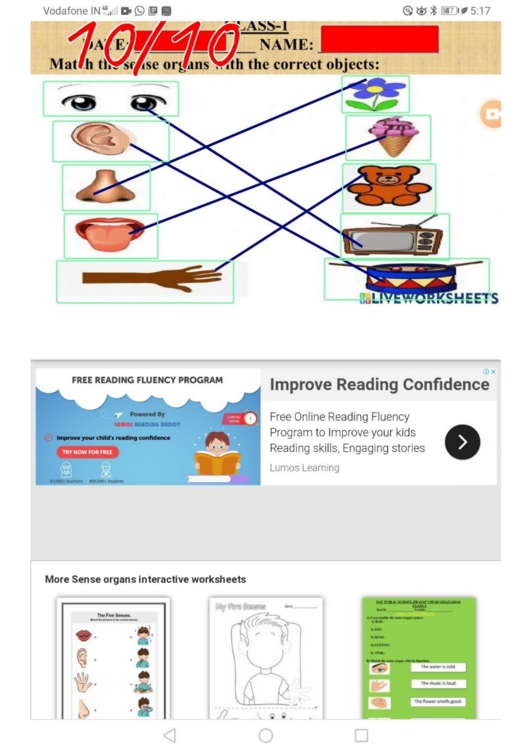 Vodafone IN
47
5:17
CLASS-1
10/10
DATE:
NAME:
Match the sense organs with the correct objects:
LIVEWORKSHEETS
FREE READING FLUENCY PROGRAM
Powered By
LUMOS READING BUDDY
Improve your child's reading confidence
TRY NOW FOR FREE
Improve Reading Confidence
Free Online Reading Fluency
Program to Improve your kids
Reading skills, Engaging stories
Lumos Learning
More Sense organs interactive worksheets
The Five Senses.
My Five Senses
The water is cold.
The music is loud.
The flower smells good.